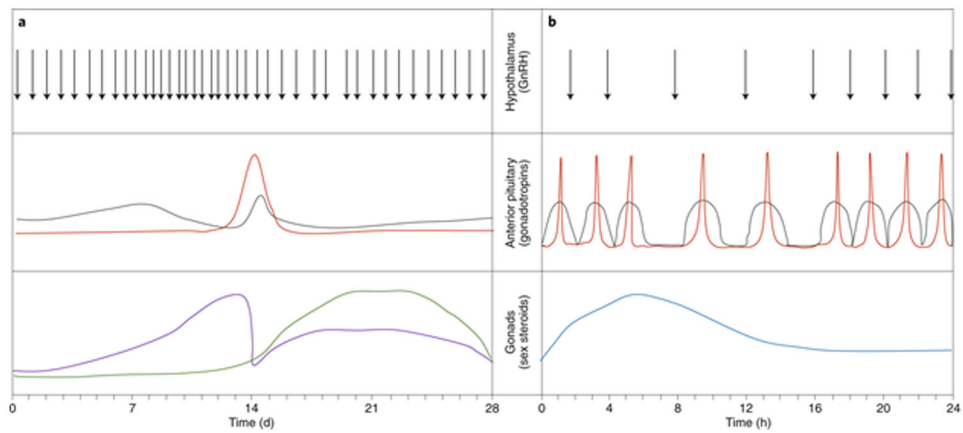 a
b
Hypothalamus
(GnRH)
Anterior pituitary
(gonadotropins)
Gonads
(sex steroids)
0 7 14 21 28
Time (d)
0 4 8 12 16 20 24
Time (h)